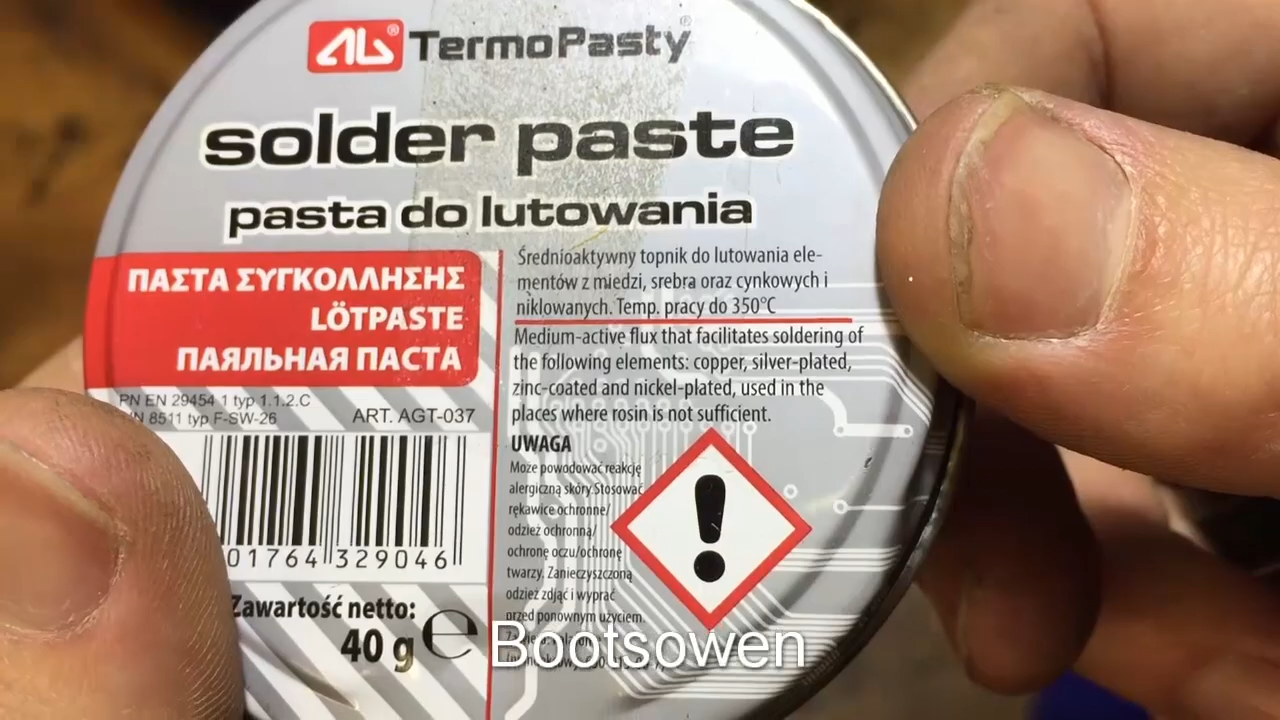 AG® TermoPasty®
solder paste
pasta do lutowania
ΠΑΣΤΑ ΣΥΓΚΟΛΛΗΣΗΣ
LÖTPASTE
ПАЯЛЬНАЯ ПАСТА
PN EN 29454 1 typ 1.1.2.C
8511 typ F-SW-26
ART. AGT-037
01764 329046
Zawartość netto:
40 g ℮
Średnioaktywny topnik do lutowania ele-
mentów z miedzi, srebra oraz cynkowych i
niklowanych. Temp. pracy do 350°C
Medium-active flux that facilitates soldering of
the following elements: copper, silver-plated,
zinc-coated and nickel-plated, used in the
places where rosin is not sufficient.
UWAGA
Może powodować reakcję
alergiczną skóry.Stosować
rękawice ochronne/
odzież ochronną/
ochronę oczu/ochronę
twarzy. Zanieczyszczoną
odzież zdjąć i wyprać
przed ponownym użyciem.
Bootsowen